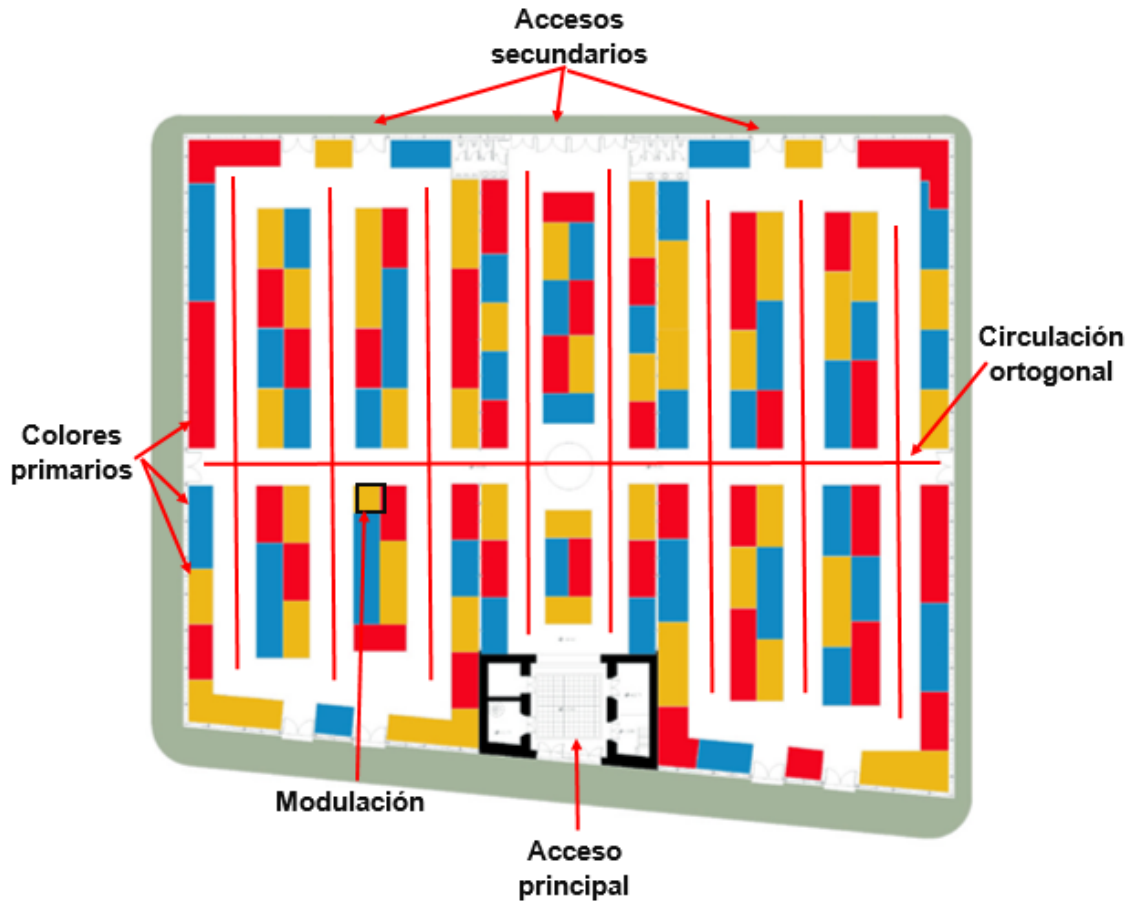 Accesos
secundarios
Circulación
ortogonal
Colores
primarios
Modulación
Acceso
principal